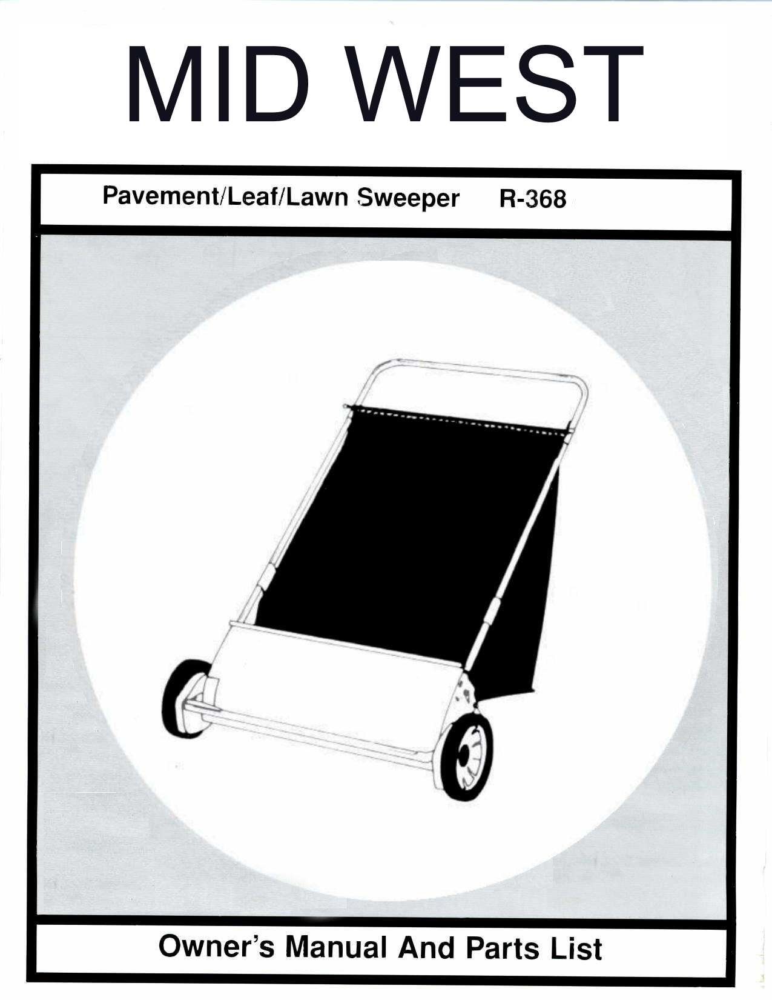 MID WEST
Pavement/Leaf/Lawn Sweeper R-368
Owner's Manual And Parts List